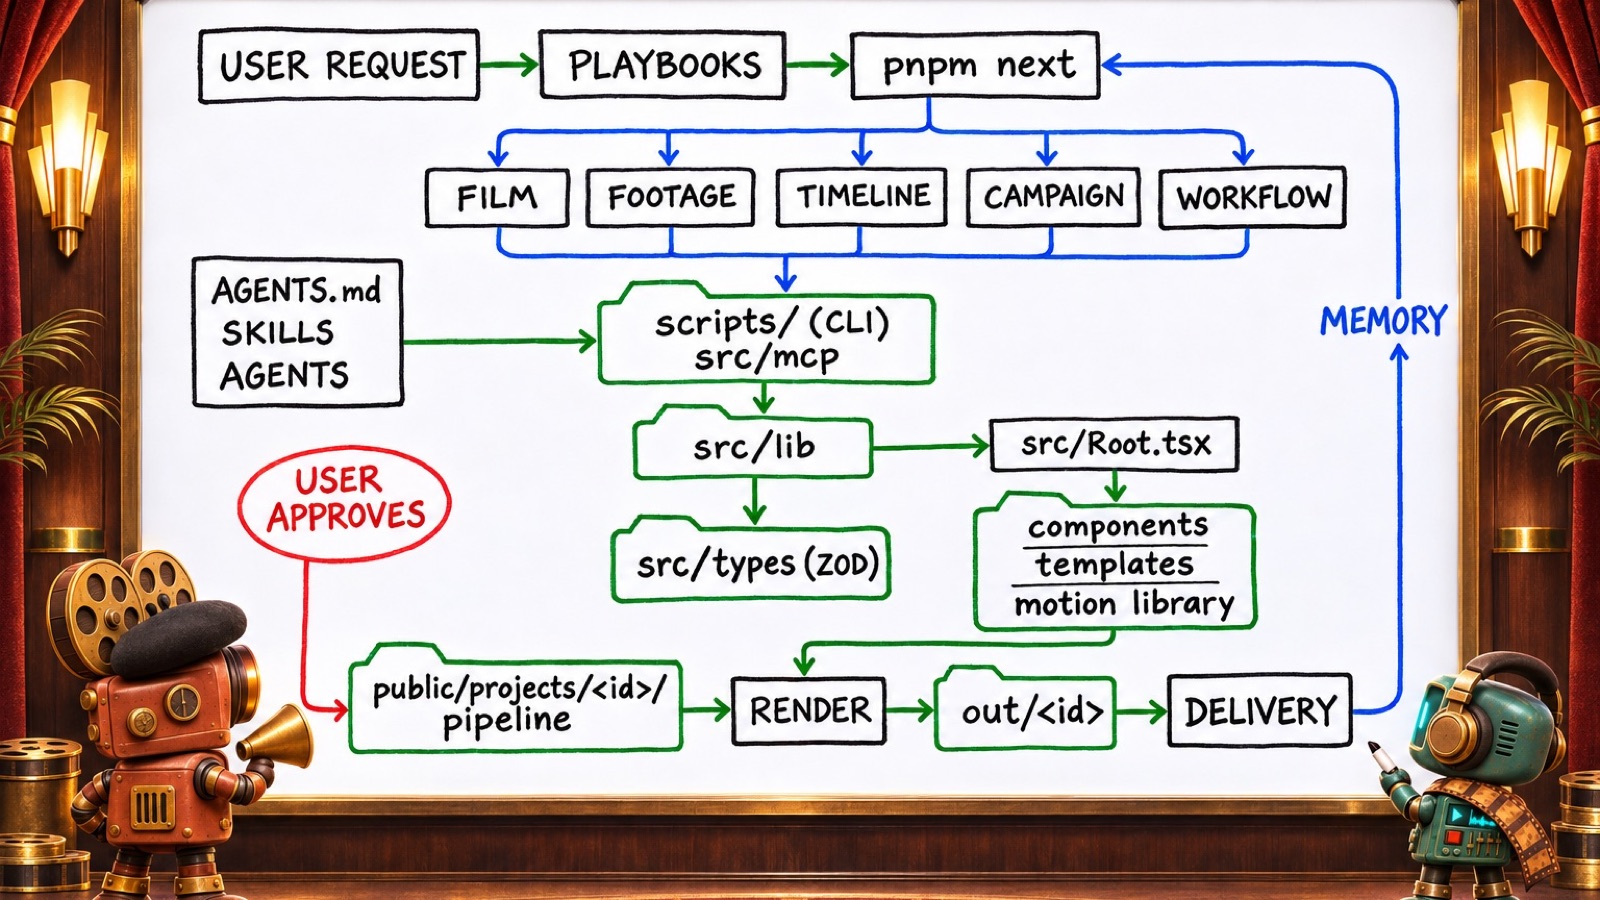 USER REQUEST
PLAYBOOKS
pnpm next
FILM
FOOTAGE
TIMELINE
CAMPAIGN
WORKFLOW
AGENTS.md
SKILLS
AGENTS
scripts/ (CLI)
src/mcp
MEMORY
src/lib
src/Root.tsx
USER
APPROVES
src/types (ZOD)
components
templates
motion library
public/projects/<id>/
pipeline
RENDER
out/<id>
DELIVERY